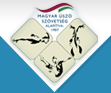 MAGYAR ÚSZÓ
SZÖVETSÉG
ALAPÍTVA:
1907